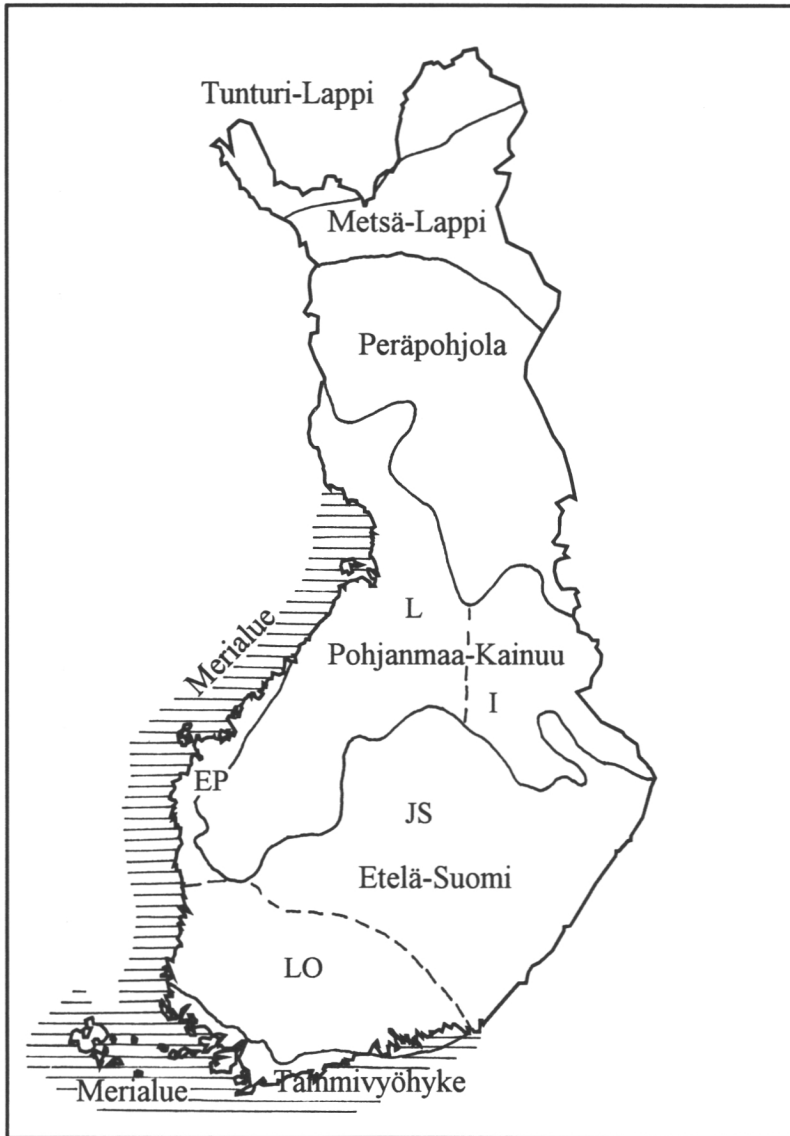 Tunturi-Lappi
Metsä-Lappi
Peräpohjola
L
Merialue
Pohjanmaa-Kainuu
I
EP
JS
Etelä-Suomi
LO
Merialue
Tammivyöhyke